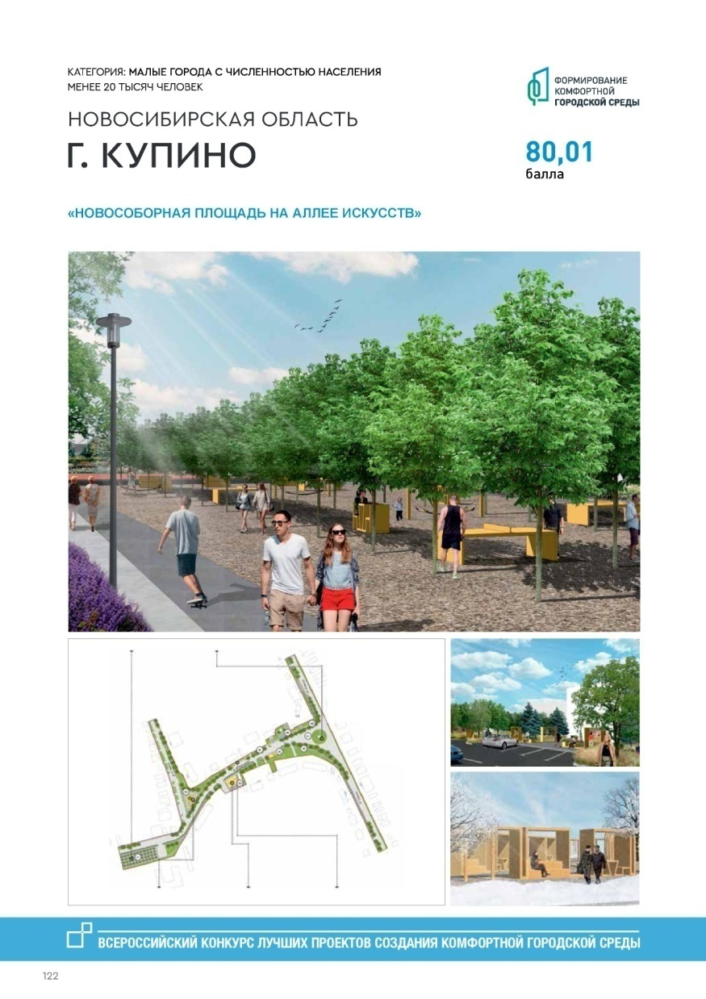 КАТЕГОРИЯ: МАЛЫЕ ГОРОДА С ЧИСЛЕННОСТЬЮ НАСЕЛЕНИЯ
МЕНЕЕ 20 ТЫСЯЧ ЧЕЛОВЕК
НОВОСИБИРСКАЯ ОБЛАСТЬ
Г. КУПИНО
ФОРМИРОВАНИЕ
КОМФОРТНОЙ
ГОРОДСКОЙ СРЕДЫ
80,01
балла
«НОВОСОБОРНАЯ ПЛОЩАДЬ НА АЛЛЕЕ ИСКУССТВ»
ВСЕРОССИЙСКИЙ КОНКУРС ЛУЧШИХ ПРОЕКТОВ СОЗДАНИЯ КОМФОРТНОЙ ГОРОДСКОЙ СРЕДЫ
122